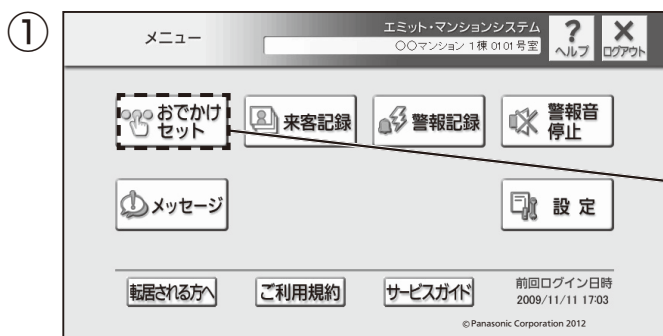 ①
メニュー
エミット・マンションシステム
○○マンション 1棟 0101号室
?
ヘルプ
×
ログアウト
おでかけ
セット
来客記録
警報記録
警報音
停止
メッセージ
設定
転居される方へ
ご利用規約
サービスガイド
前回ログイン日時
2009/11/11 17:03
© Panasonic Corporation 2012